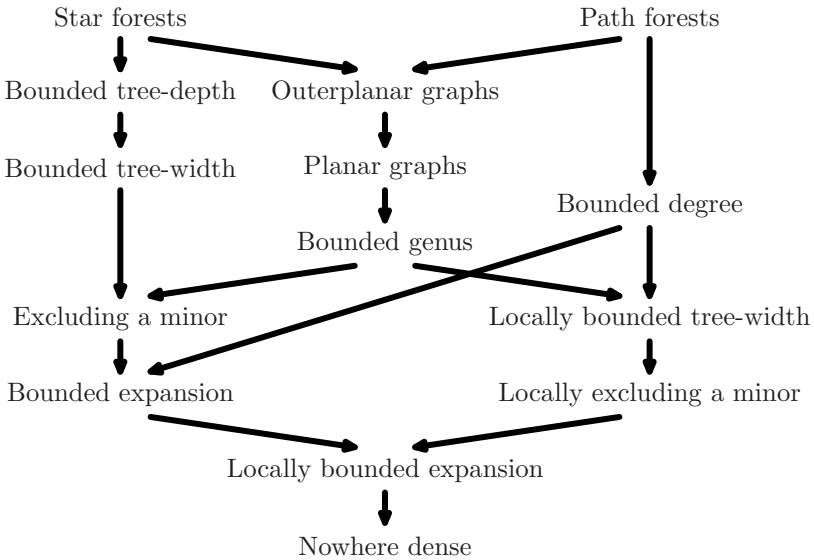 Star forests
Path forests
Bounded tree-depth
Outerplanar graphs
Bounded tree-width
Planar graphs
Bounded degree
Bounded genus
Excluding a minor
Locally bounded tree-width
Bounded expansion
Locally excluding a minor
Locally bounded expansion
Nowhere dense